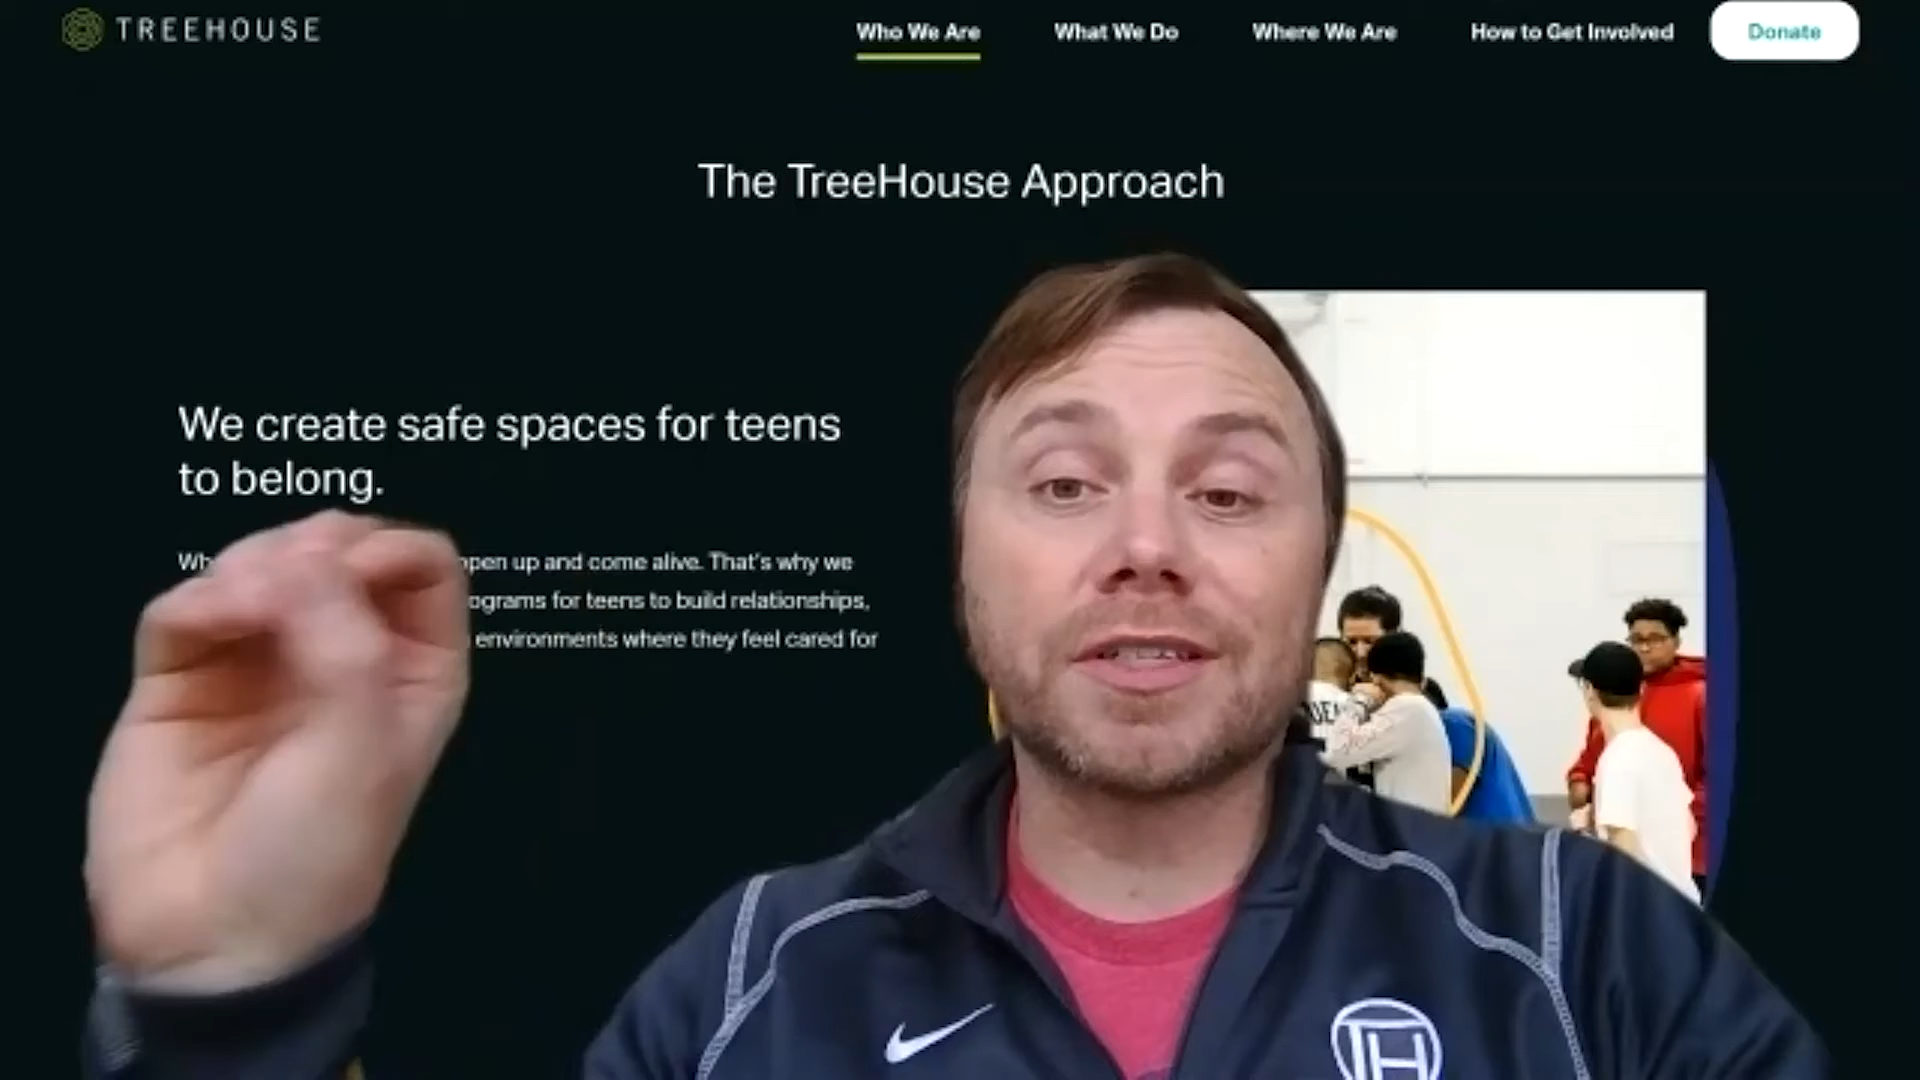 TREEHOUSE
Who We Are
What We Do
Where We Are
How to Get Involved
Donate
The TreeHouse Approach
We create safe spaces for teens
to belong.
open up and come alive. That's why we
for teens to build relationships,
environments where they feel cared for
TH